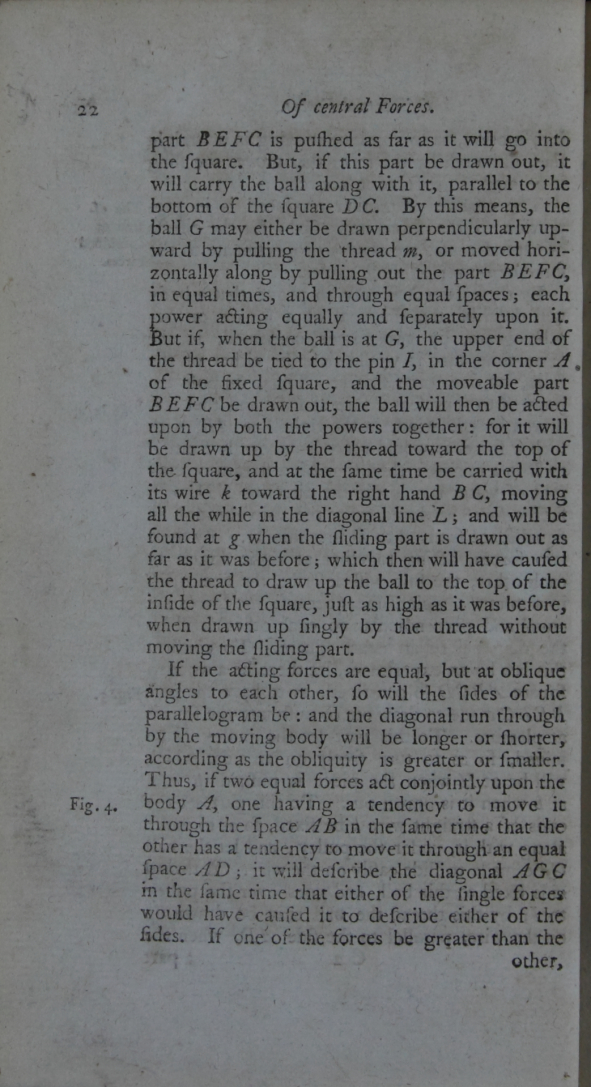 22 Of central Forces.
part BEFC is puſhed as far as it will go into
the ſquare. But, if this part be drawn out, it
will carry the ball along with it, parallel to the
bottom of the ſquare DC. By this means, the
ball G may either be drawn perpendicularly up-
ward by pulling the thread m, or moved hori-
zontally along by pulling out the part BEFC,
in equal times, and through equal ſpaces; each
power acting equally and ſeparately upon it.
But if, when the ball is at G, the upper end of
the thread be tied to the pin I, in the corner A
of the fixed ſquare, and the moveable part
BEFC be drawn out, the ball will then be acted
upon by both the powers together: for it will
be drawn up by the thread toward the top of
the ſquare, and at the ſame time be carried with
its wire k toward the right hand BC, moving
all the while in the diagonal line L; and will be
found at g when the ſliding part is drawn out as
far as it was before; which then will have cauſed
the thread to draw up the ball to the top of the
inſide of the ſquare, juſt as high as it was before,
when drawn up ſingly by the thread without
moving the ſliding part.
If the acting forces are equal, but at oblique
angles to each other, ſo will the ſides of the
parallelogram be: and the diagonal run through
by the moving body will be longer or ſhorter,
according as the obliquity is greater or ſmaller.
Thus, if two equal forces act conjointly upon the
Fig. 4. body A, one having a tendency to move it
through the ſpace AB in the ſame time that the
other has a tendency to move it through an equal
ſpace AD; it will deſcribe the diagonal AGC
in the ſame time that either of the ſingle forces
would have cauſed it to deſcribe either of the
ſides. If one of the forces be greater than the
other,